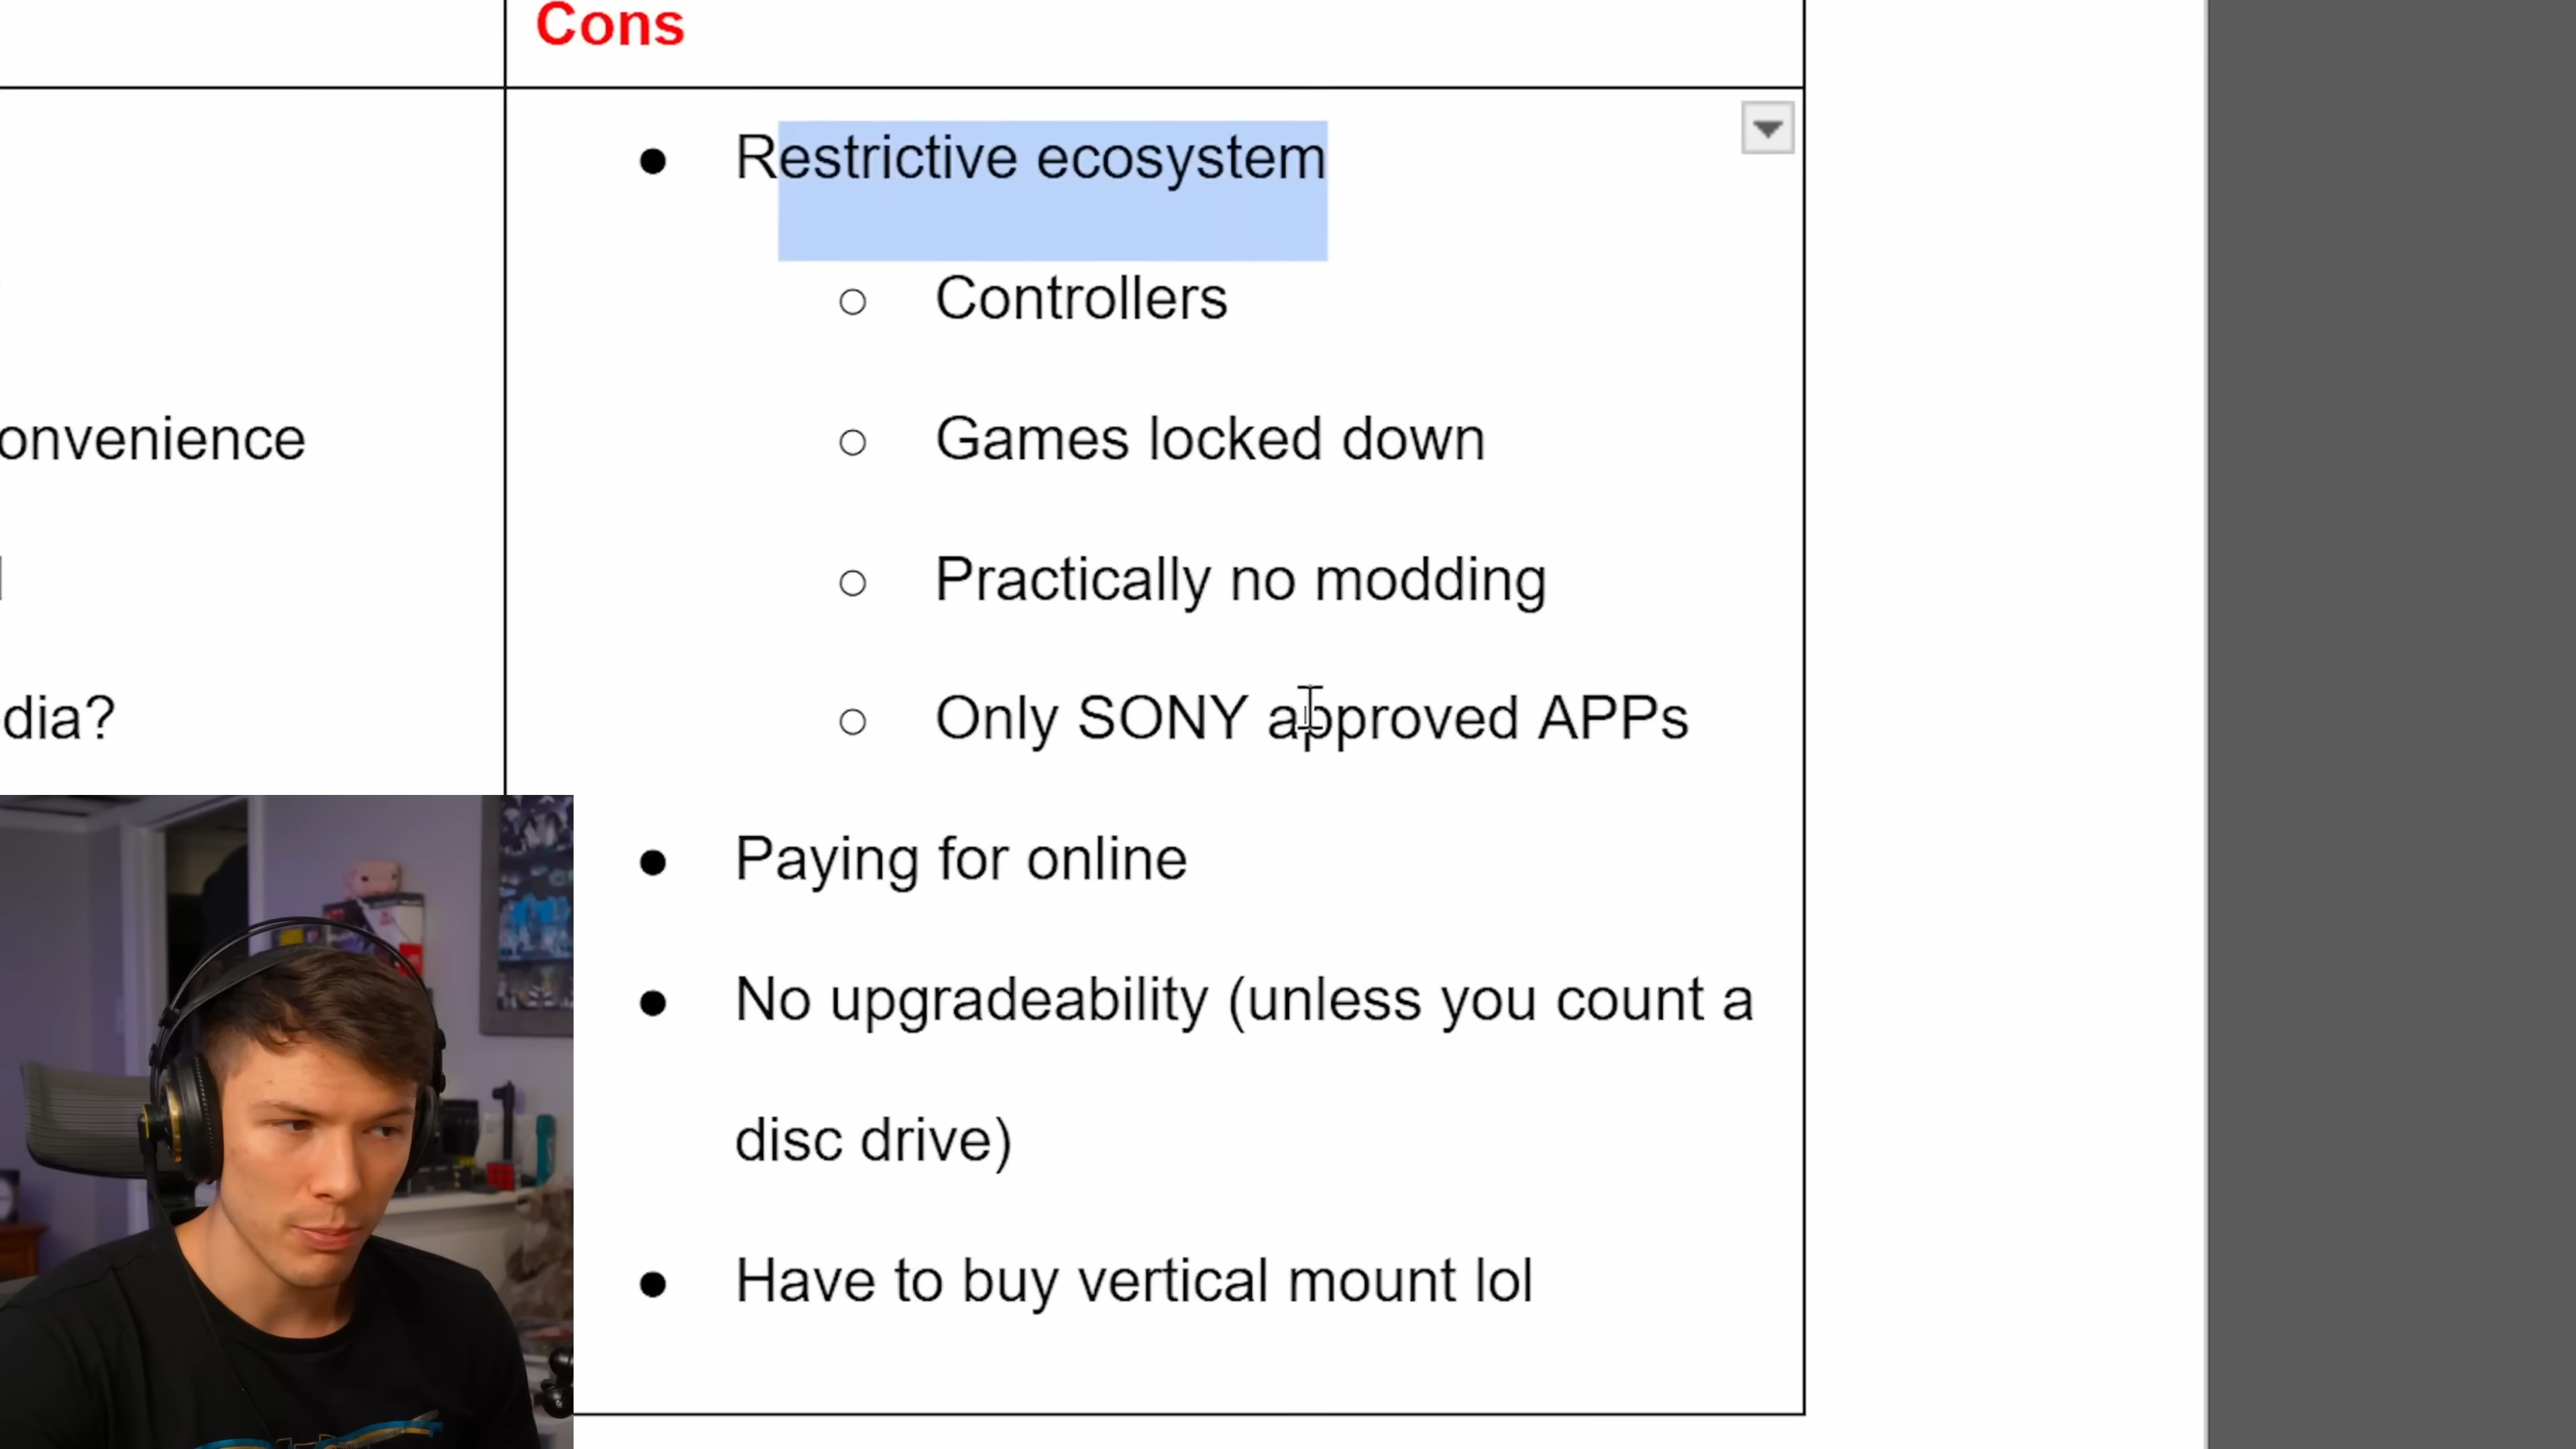 Cons
Restrictive ecosystem
Controllers
onvenience
Games locked down
Practically no modding
dia?
Only SONY approved APPs
Paying for online
No upgradeability (unless you count a
disc drive)
Have to buy vertical mount lol